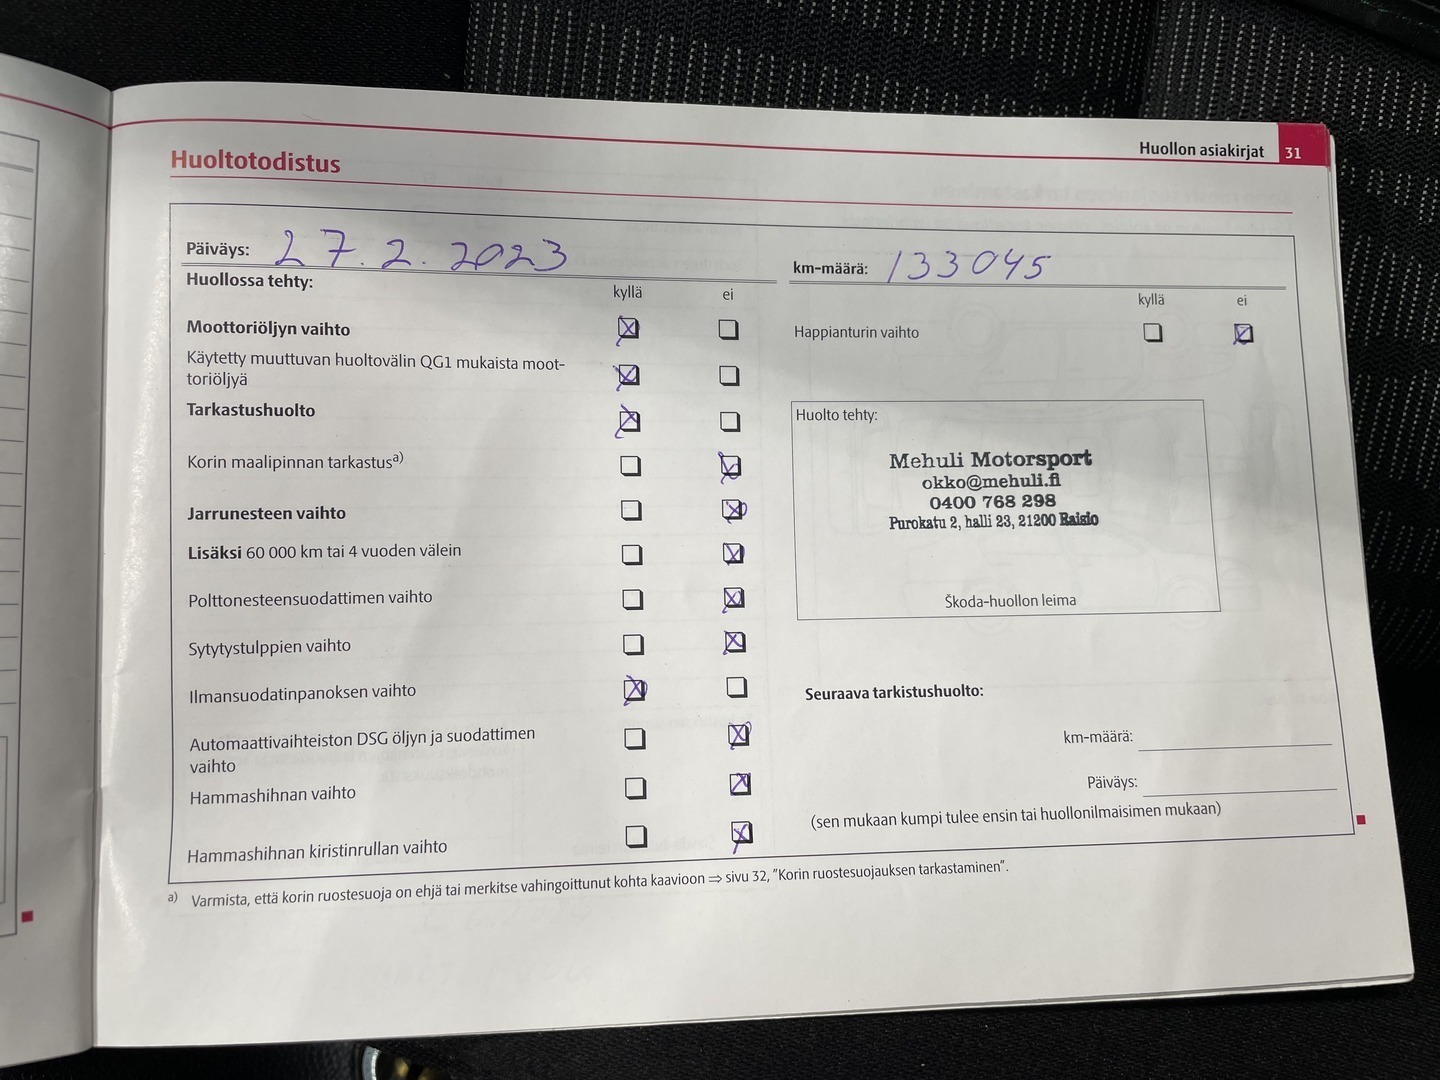 Huollon asiakirjat 31
Huoltotodistus
Päiväys: 27.2.2023
Huollossa tehty:
kyllä ei
Moottoriöljyn vaihto
Käytetty muuttuvan huoltovälin QG1 mukaista moot-
toriöljyä
Tarkastushuolto
Korin maalipinnan tarkastusa)
Jarrunesteen vaihto
Lisäksi 60 000 km tai 4 vuoden välein
Polttonesteensuodattimen vaihto
Sytytystulppien vaihto
Ilmansuodatinpanoksen vaihto
Automaattivaihteiston DSG öljyn ja suodattimen
vaihto
Hammashihnan vaihto
Hammashihnan kiristinrullan vaihto
km-määrä: 133045
kyllä ei
Happianturin vaihto
Huolto tehty:
Mehuli Motorsport
okko@mehuli.fi
0400 768 298
Purokatu 2, halli 23, 21200 Raisio
Škoda-huollon leima
Seuraava tarkistushuolto:
km-määrä:
Päiväys:
(sen mukaan kumpi tulee ensin tai huollonilmaisimen mukaan)
a) Varmista, että korin ruostesuoja on ehjä tai merkitse vahingoittunut kohta kaavioon ⇒ sivu 32, "Korin ruostesuojauksen tarkastaminen".